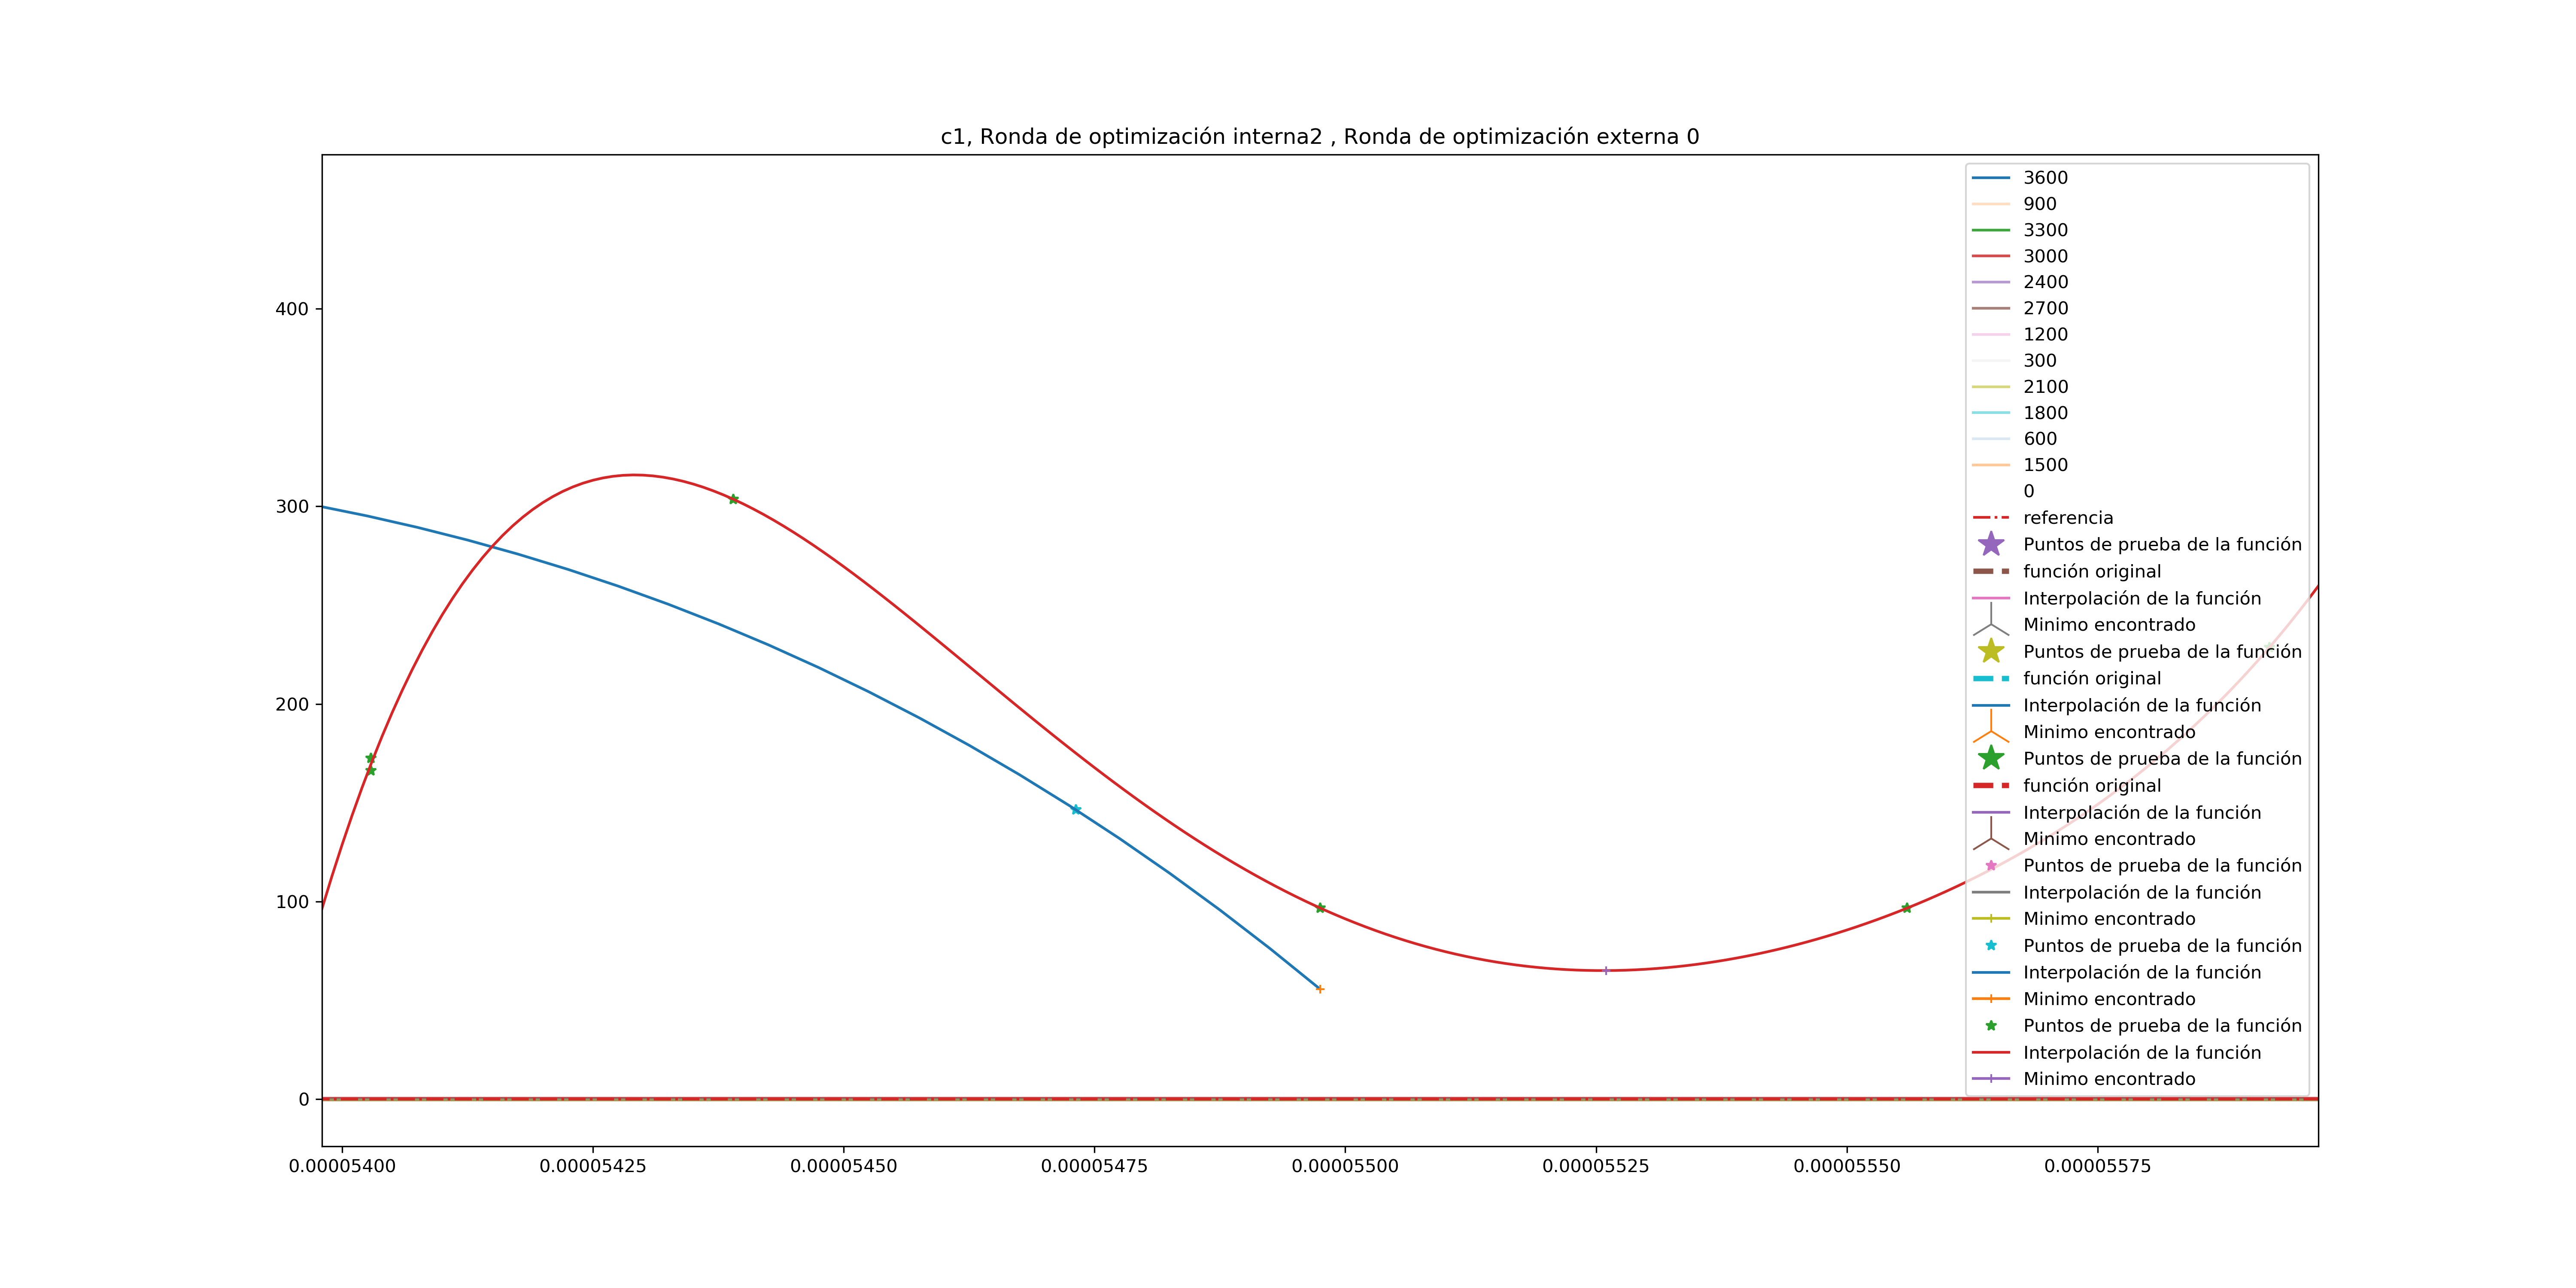 c1, Ronda de optimización interna2 , Ronda de optimización externa 0
400
300
200
100
0
0.00005400 0.00005425 0.00005450 0.00005475 0.00005500 0.00005525 0.00005550 0.00005575
3600
900
3300
3000
2400
2700
1200
300
2100
1800
600
1500
0
referencia
Puntos de prueba de la función
función original
Interpolación de la función
Minimo encontrado
Puntos de prueba de la función
función original
Interpolación de la función
Minimo encontrado
Puntos de prueba de la función
función original
Interpolación de la función
Minimo encontrado
Puntos de prueba de la función
Interpolación de la función
Minimo encontrado
Puntos de prueba de la función
Interpolación de la función
Minimo encontrado
Puntos de prueba de la función
Interpolación de la función
Minimo encontrado